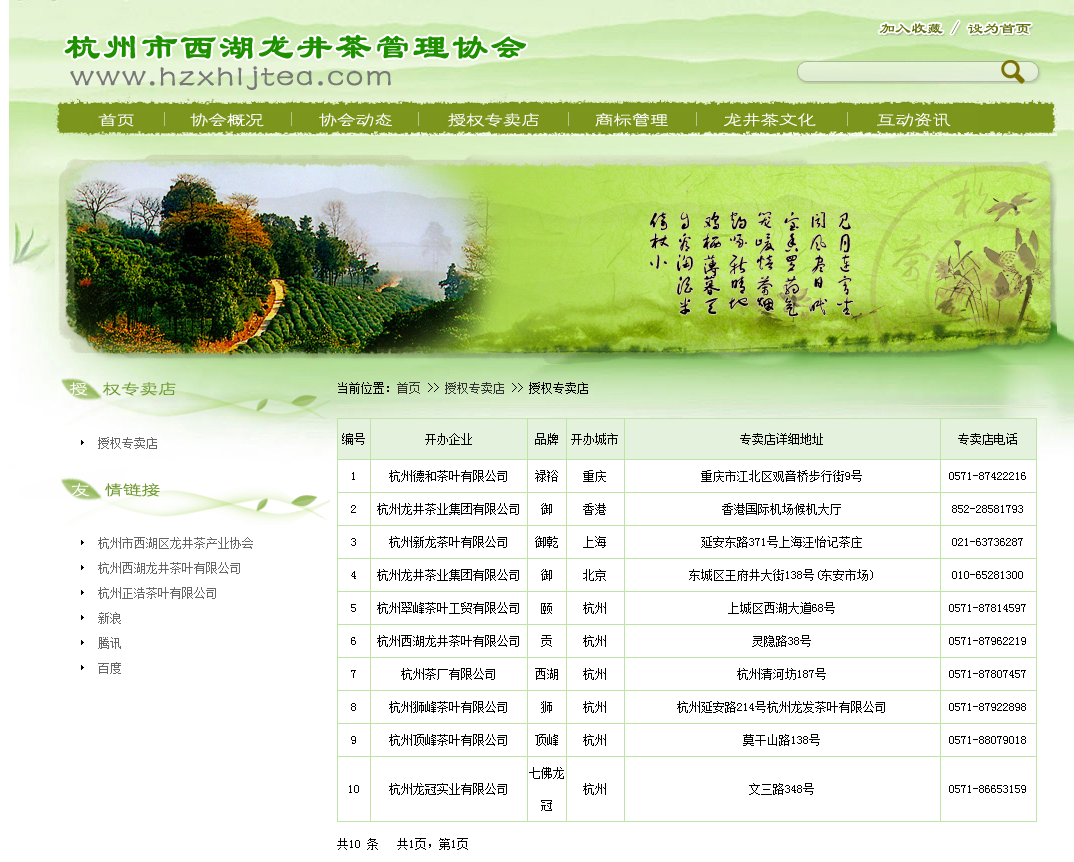 加入收藏 / 设为首页
杭州市西湖龙井茶管理协会
www.hzxhljtea.com
首页 协会概况 协会动态 授权专卖店 商标管理 龙井茶文化 互动资讯
授权专卖店
授权专卖店
友情链接
杭州市西湖区龙井茶产业协会
杭州西湖龙井茶叶有限公司
杭州正浩茶叶有限公司
新浪
腾讯
百度
当前位置：首页 >> 授权专卖店 >> 授权专卖店
编号 开办企业 品牌 开办城市 专卖店详细地址 专卖店电话
1 杭州德和茶叶有限公司 禄裕 重庆 重庆市江北区观音桥步行街9号 0571-87422216
2 杭州龙井茶业集团有限公司 御 香港 香港国际机场候机大厅 852-28581793
3 杭州新龙茶叶有限公司 御乾 上海 延安东路371号上海汪怡记茶庄 021-63736287
4 杭州龙井茶业集团有限公司 御 北京 东城区王府井大街138号(东安市场) 010-65281300
5 杭州翠峰茶叶工贸有限公司 颐 杭州 上城区西湖大道68号 0571-87814597
6 杭州西湖龙井茶叶有限公司 贡 杭州 灵隐路38号 0571-87962219
7 杭州茶厂有限公司 西湖 杭州 杭州清河坊187号 0571-87807457
8 杭州狮峰茶叶有限公司 狮 杭州 杭州延安路214号杭州龙发茶叶有限公司 0571-87922898
9 杭州顶峰茶叶有限公司 顶峰 杭州 莫干山路138号 0571-88079018
10 杭州龙冠实业有限公司 七佛龙冠 杭州 文三路348号 0571-86653159
共10 条 共1页，第1页